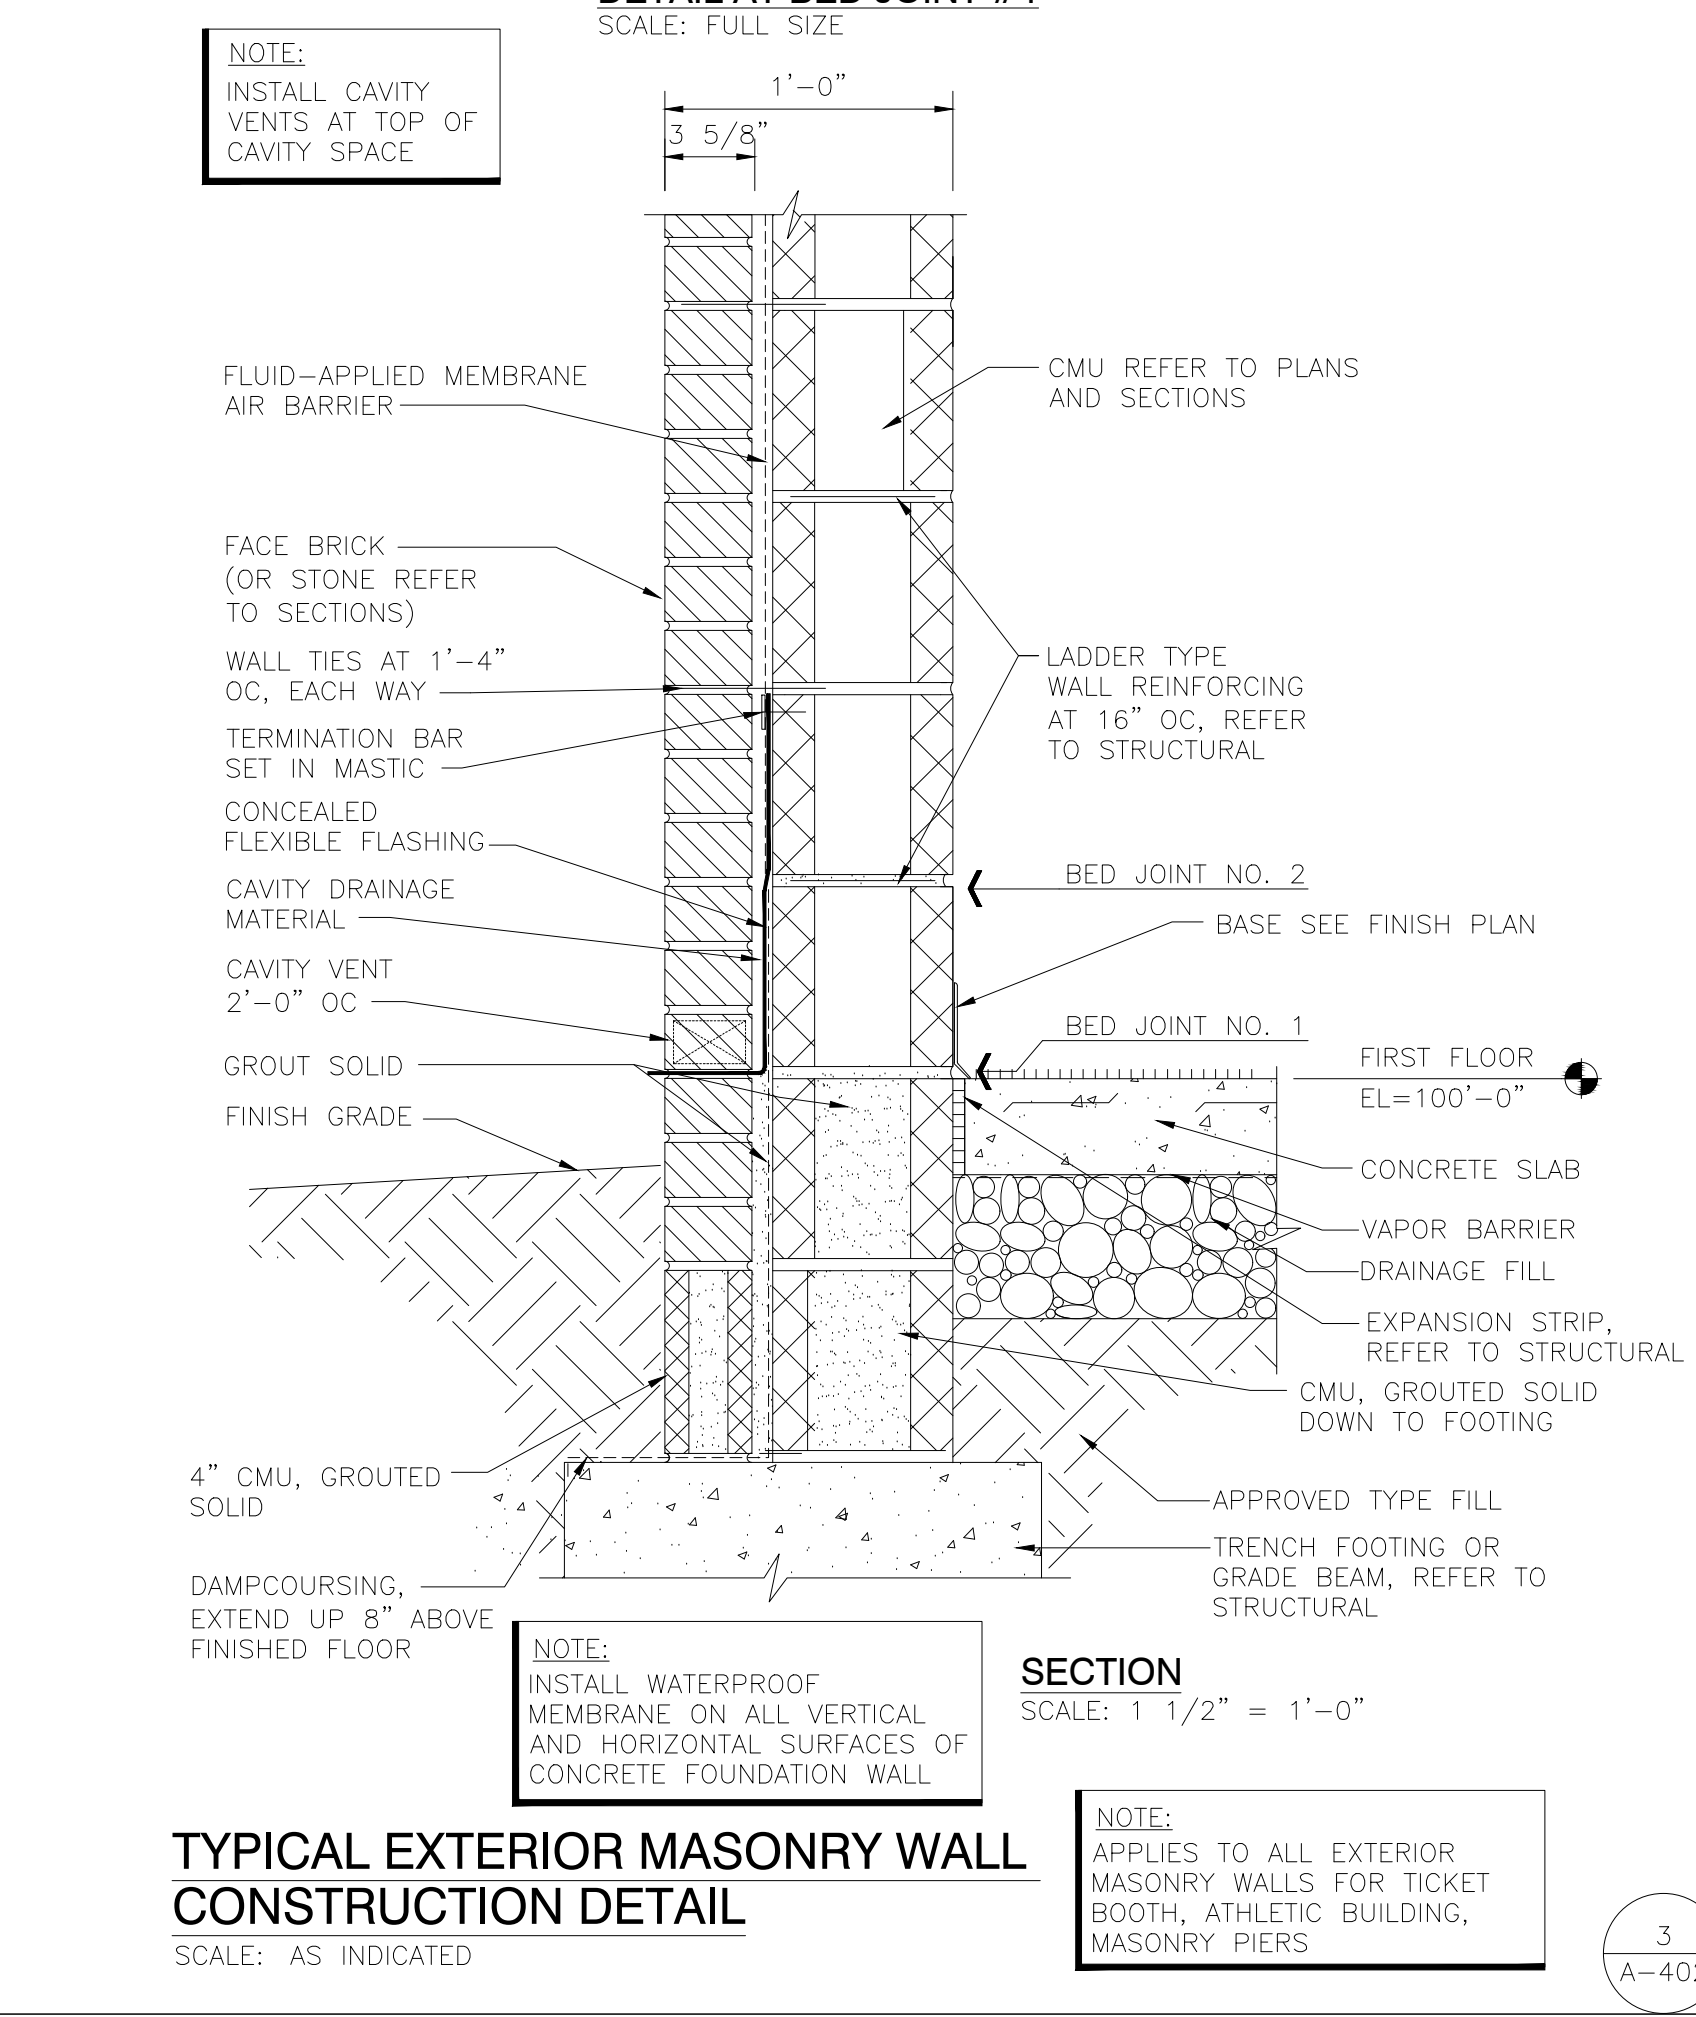 SCALE: FULL SIZE
NOTE:
INSTALL CAVITY
VENTS AT TOP OF
CAVITY SPACE
1'-0"
3 5/8"
FLUID-APPLIED MEMBRANE
AIR BARRIER
CMU REFER TO PLANS
AND SECTIONS
FACE BRICK
(OR STONE REFER
TO SECTIONS)
WALL TIES AT 1'-4"
OC, EACH WAY
LADDER TYPE
WALL REINFORCING
AT 16" OC, REFER
TO STRUCTURAL
TERMINATION BAR
SET IN MASTIC
CONCEALED
FLEXIBLE FLASHING
BED JOINT NO. 2
CAVITY DRAINAGE
MATERIAL
BASE SEE FINISH PLAN
CAVITY VENT
2'-0" OC
BED JOINT NO. 1
GROUT SOLID
FIRST FLOOR
EL=100'-0"
FINISH GRADE
CONCRETE SLAB
VAPOR BARRIER
DRAINAGE FILL
EXPANSION STRIP,
REFER TO STRUCTURAL
CMU, GROUTED SOLID
DOWN TO FOOTING
4" CMU, GROUTED
SOLID
APPROVED TYPE FILL
TRENCH FOOTING OR
GRADE BEAM, REFER TO
STRUCTURAL
DAMPCOURSING,
EXTEND UP 8" ABOVE
FINISHED FLOOR
NOTE:
INSTALL WATERPROOF
MEMBRANE ON ALL VERTICAL
AND HORIZONTAL SURFACES OF
CONCRETE FOUNDATION WALL
SECTION
SCALE: 1 1/2" = 1'-0"
TYPICAL EXTERIOR MASONRY WALL
CONSTRUCTION DETAIL
SCALE: AS INDICATED
NOTE:
APPLIES TO ALL EXTERIOR
MASONRY WALLS FOR TICKET
BOOTH, ATHLETIC BUILDING,
MASONRY PIERS
3